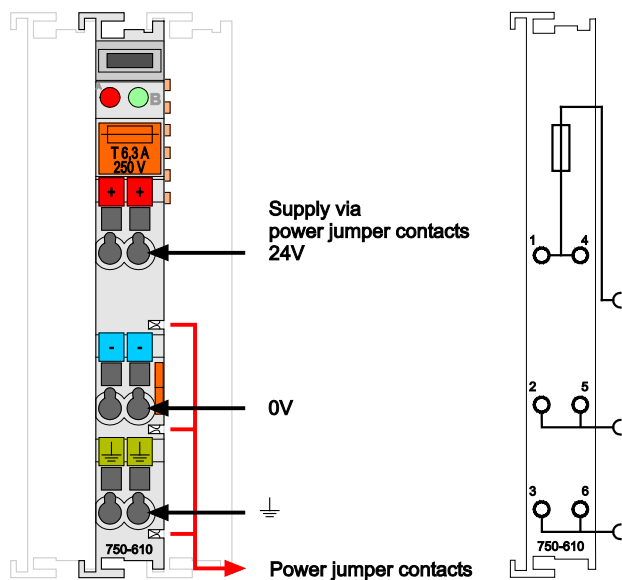 A
B
T 6,3 A
250 V
+ +
Supply via
power jumper contacts
24V
- -
0V
750-610
Power jumper contacts
1 4
2 5
3 6
750-610